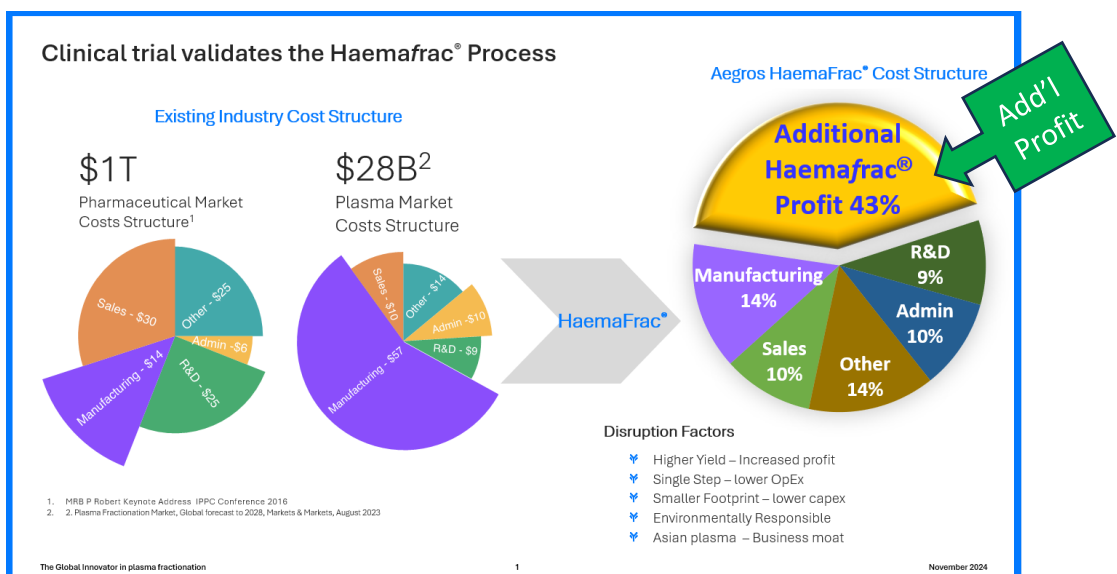 Clinical trial validates the Haemafrac® Process
Existing Industry Cost Structure
$1T
Pharmaceutical Market
Costs Structure1
Sales - $30
Other - $25
Admin -$6
R&D - $25
Manufacturing - $14
$28B2
Plasma Market
Costs Structure
Sales - $10
Other - $14
Admin -$10
R&D - $9
Manufacturing - $57
HaemaFrac®
Aegros HaemaFrac® Cost Structure
Add'l
Profit
Additional
Haemafrac®
Profit 43%
R&D
9%
Manufacturing
14%
Admin
10%
Sales
10%
Other
14%
Disruption Factors
Higher Yield – Increased profit
Single Step – lower OpEx
Smaller Footprint – lower capex
Environmentally Responsible
Asian plasma – Business moat
1. MRB P Robert Keynote Address IPPC Conference 2016
2. 2. Plasma Fractionation Market, Global forecast to 2028, Markets & Markets, August 2023
The Global Innovator in plasma fractionation
1
November 2024